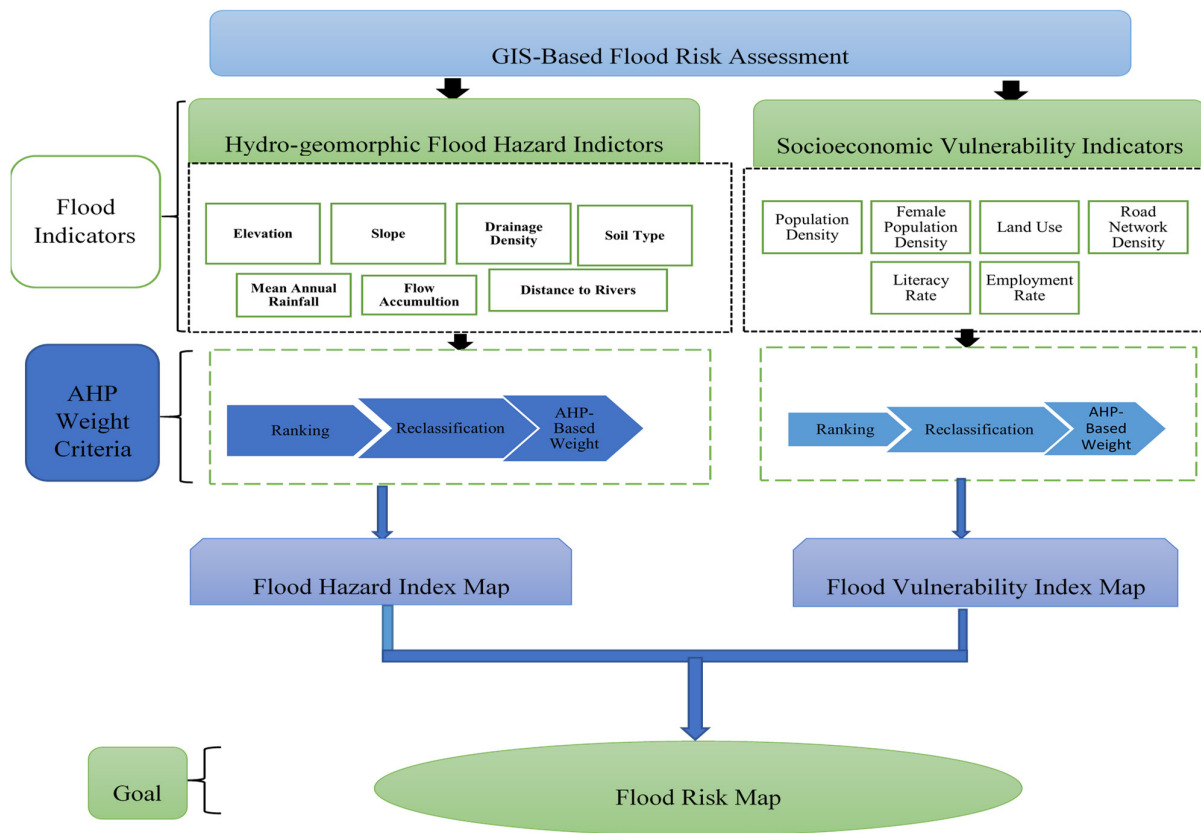 GIS-Based Flood Risk Assessment
Hydro-geomorphic Flood Hazard Indictors
Socioeconomic Vulnerability Indicators
Flood
Indicators
Elevation
Slope
Drainage
Density
Soil Type
Mean Annual
Rainfall
Flow
Accumultion
Distance to Rivers
Population
Density
Female
Population
Density
Land Use
Road
Network
Density
Literacy
Rate
Employment
Rate
AHP
Weight
Criteria
Ranking
Reclassification
AHP-
Based
Weight
Ranking
Reclassification
AHP-
Based
Weight
Flood Hazard Index Map
Flood Vulnerability Index Map
Goal
Flood Risk Map